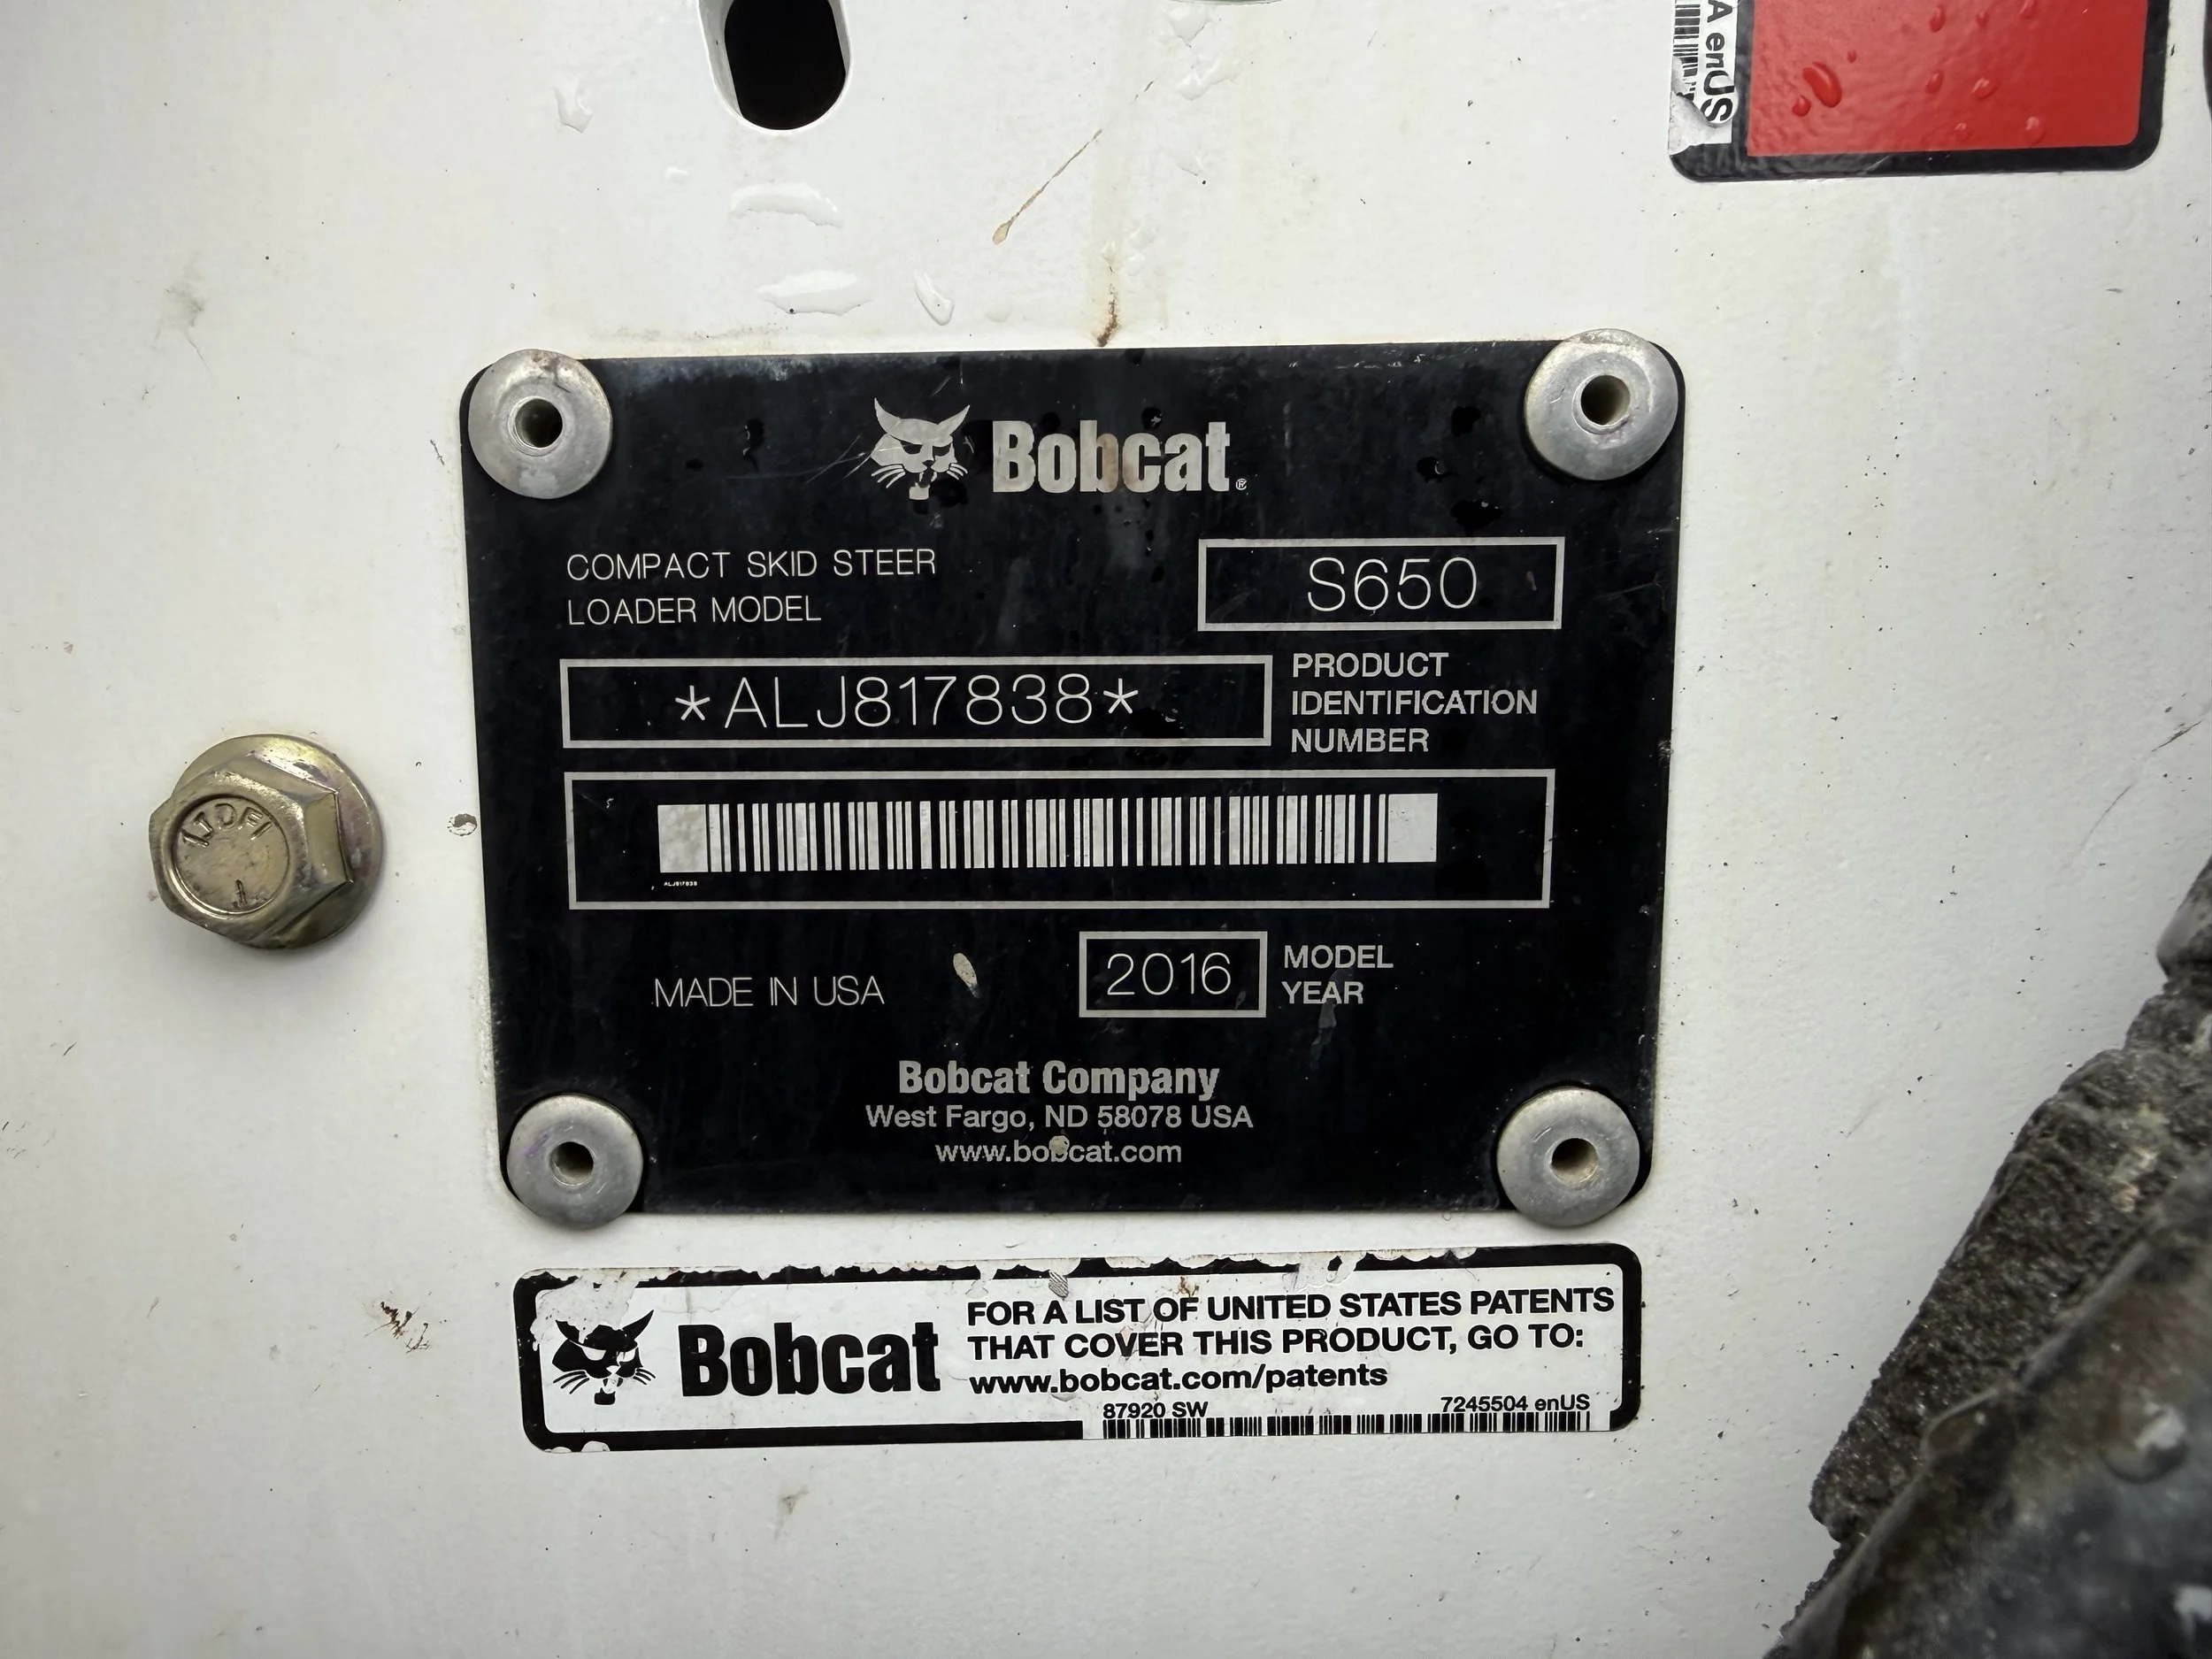 A enUS
Bobcat®
COMPACT SKID STEER
LOADER MODEL
S650
*ALJ817838*
PRODUCT
IDENTIFICATION
NUMBER
ALJ817838
MADE IN USA
2016
MODEL
YEAR
Bobcat Company
West Fargo, ND 58078 USA
www.bobcat.com
Bobcat
FOR A LIST OF UNITED STATES PATENTS
THAT COVER THIS PRODUCT, GO TO:
www.bobcat.com/patents
87920 SW
7245504 enUS